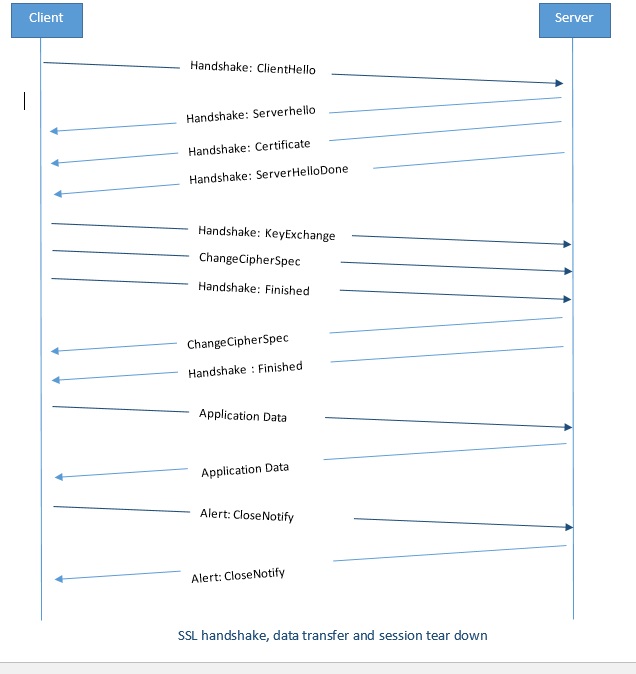 Client
Server
Handshake: ClientHello
Handshake: Serverhello
Handshake: Certificate
Handshake: ServerHelloDone
Handshake: KeyExchange
ChangeCipherSpec
Handshake: Finished
ChangeCipherSpec
Handshake : Finished
Application Data
Application Data
Alert: CloseNotify
Alert: CloseNotify
SSL handshake, data transfer and session tear down